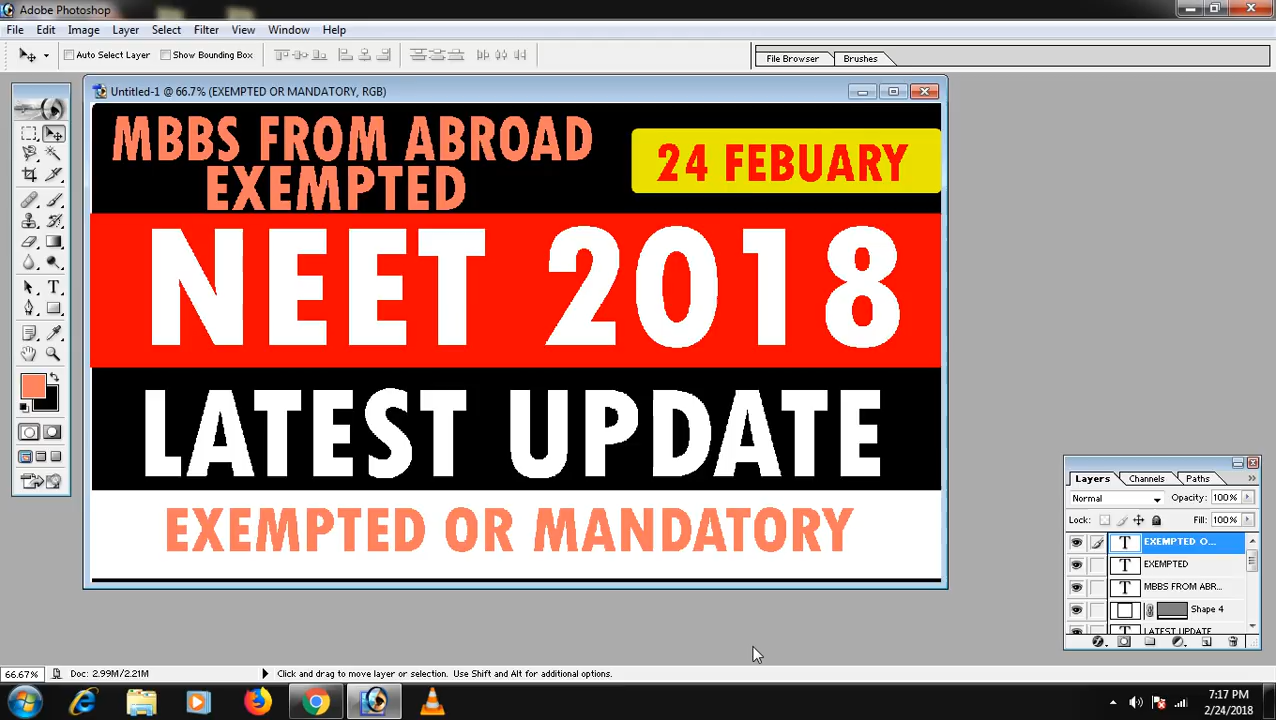 Adobe Photoshop
File Edit Image Layer Select Filter View Window Help
Auto Select Layer Show Bounding Box
File Browser Brushes
Untitled-1 @ 66.7% (EXEMPTED OR MANDATORY, RGB)
MBBS FROM ABROAD
EXEMPTED
24 FEBUARY
NEET 2018
LATEST UPDATE
EXEMPTED OR MANDATORY
Layers Channels Paths
Normal Opacity: 100%
Lock: Fill: 100%
T EXEMPTED O...
T EXEMPTED
T MBBS FROM ABR...
Shape 4
T LATEST UPDATE
66.67% Doc: 2.99M/2.21M Click and drag to move layer or selection. Use Shift and Alt for additional options.
7:17 PM
2/24/2018